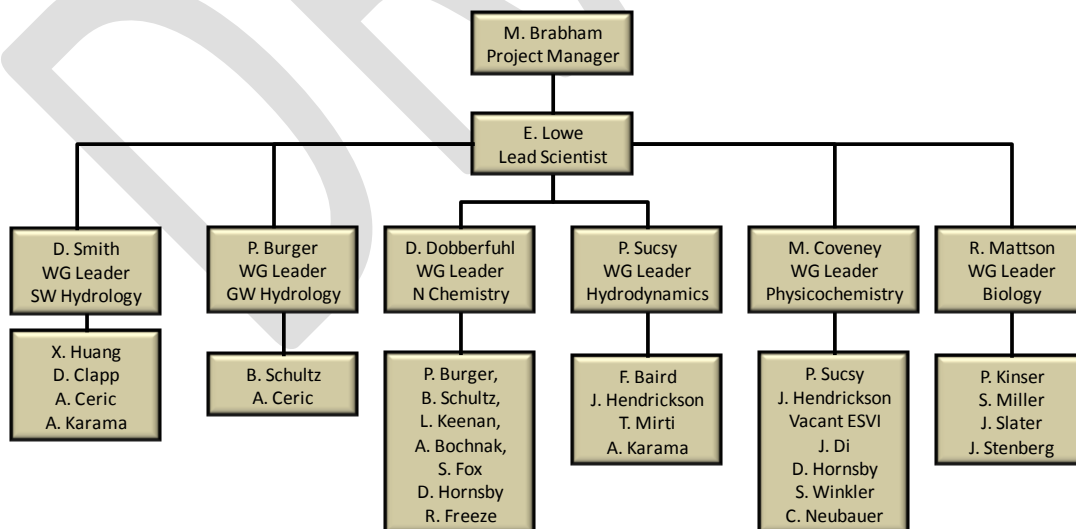 M. Brabham
Project Manager
E. Lowe
Lead Scientist
D. Smith
WG Leader
SW Hydrology
P. Burger
WG Leader
GW Hydrology
D. Dobberfuhl
WG Leader
N Chemistry
P. Sucsy
WG Leader
Hydrodynamics
M. Coveney
WG Leader
Physicochemistry
R. Mattson
WG Leader
Biology
X. Huang
D. Clapp
A. Ceric
A. Karama
B. Schultz
A. Ceric
P. Burger,
B. Schultz,
L. Keenan,
A. Bochnak,
S. Fox
D. Hornsby
R. Freeze
F. Baird
J. Hendrickson
T. Mirti
A. Karama
P. Sucsy
J. Hendrickson
Vacant ESVI
J. Di
D. Hornsby
S. Winkler
C. Neubauer
P. Kinser
S. Miller
J. Slater
J. Stenberg